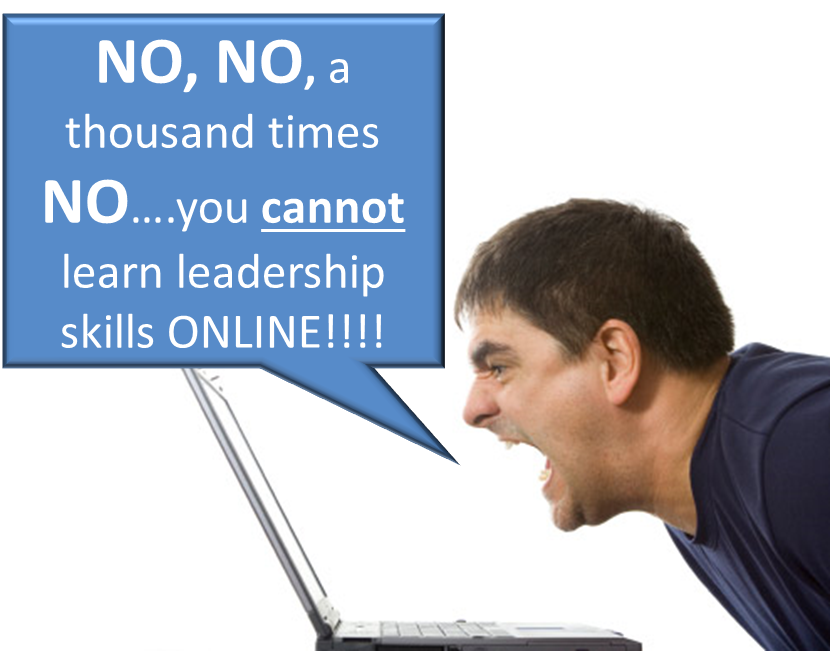 NO, NO, a
thousand times
NO....you cannot
learn leadership
skills ONLINE!!!!